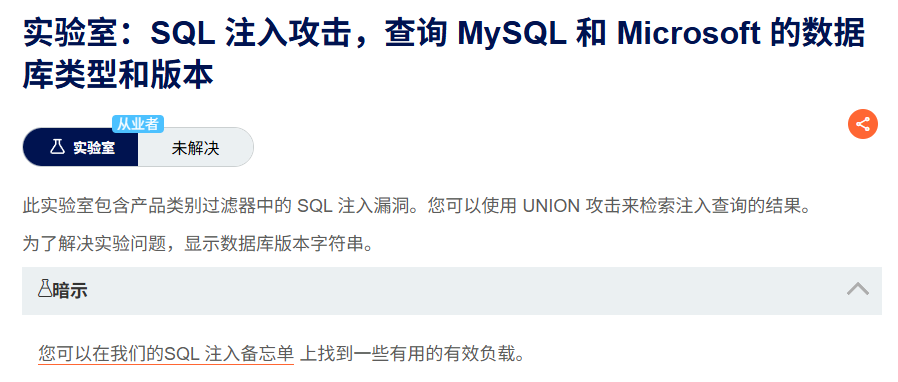 实验室：SQL 注入攻击，查询 MySQL 和 Microsoft 的数据
库类型和版本
从业者
实验室 未解决
此实验室包含产品类别过滤器中的 SQL 注入漏洞。您可以使用 UNION 攻击来检索注入查询的结果。
为了解决实验问题，显示数据库版本字符串。
暗示
您可以在我们的SQL 注入备忘单 上找到一些有用的有效负载。